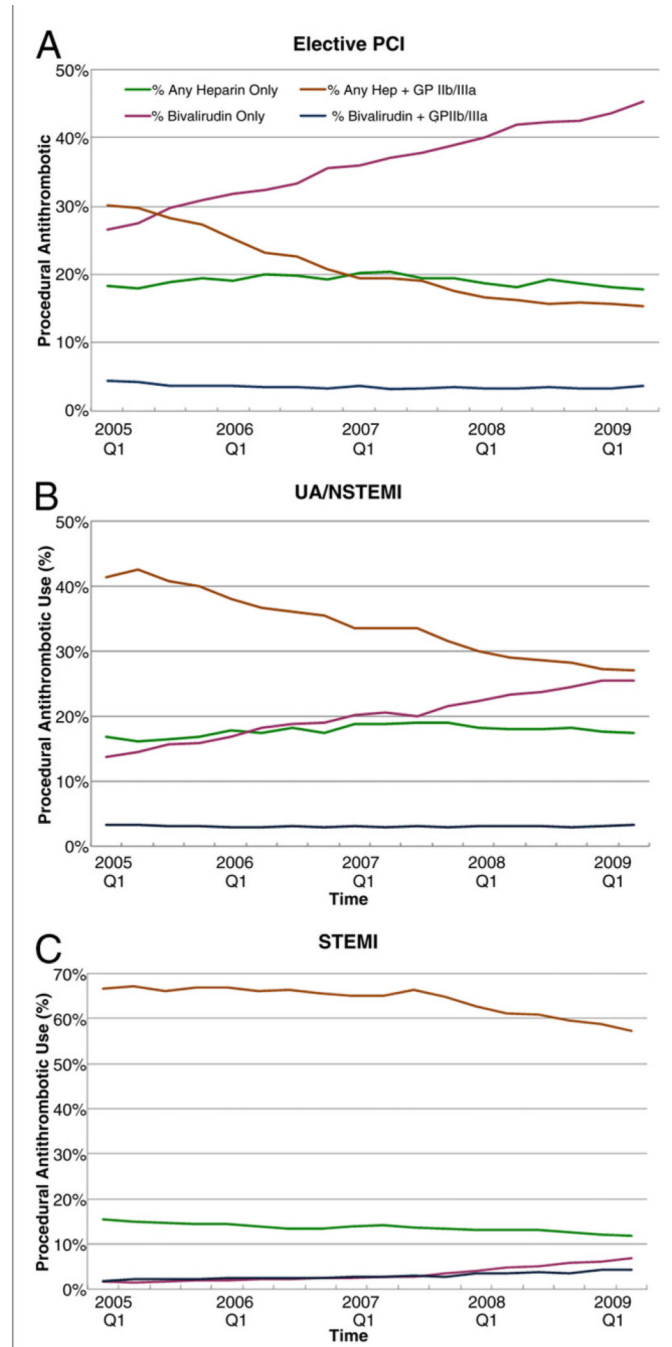 A
Elective PCI
50%
% Any Heparin Only % Any Hep + GP IIb/IIIa
% Bivalirudin Only % Bivalirudin + GPIIb/IIIa
40%
30%
20%
10%
0%
Procedural Antithrombotic
2005 2006 2007 2008 2009
Q1 Q1 Q1 Q1 Q1
B
UA/NSTEMI
50%
40%
30%
20%
10%
0%
Procedural Antithrombotic Use (%)
2005 2006 2007 2008 2009
Q1 Q1 Q1 Q1 Q1
Time
C
STEMI
70%
60%
50%
40%
30%
20%
10%
0%
Procedural Antithrombotic Use (%)
2005 2006 2007 2008 2009
Q1 Q1 Q1 Q1 Q1
Time